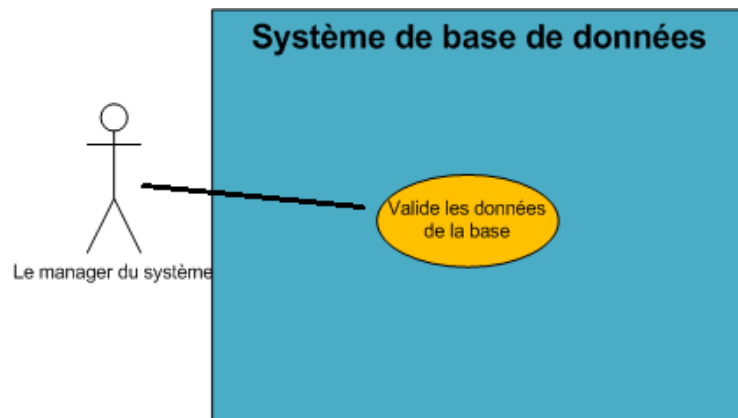 Système de base de données
Valide les données
de la base
Le manager du système